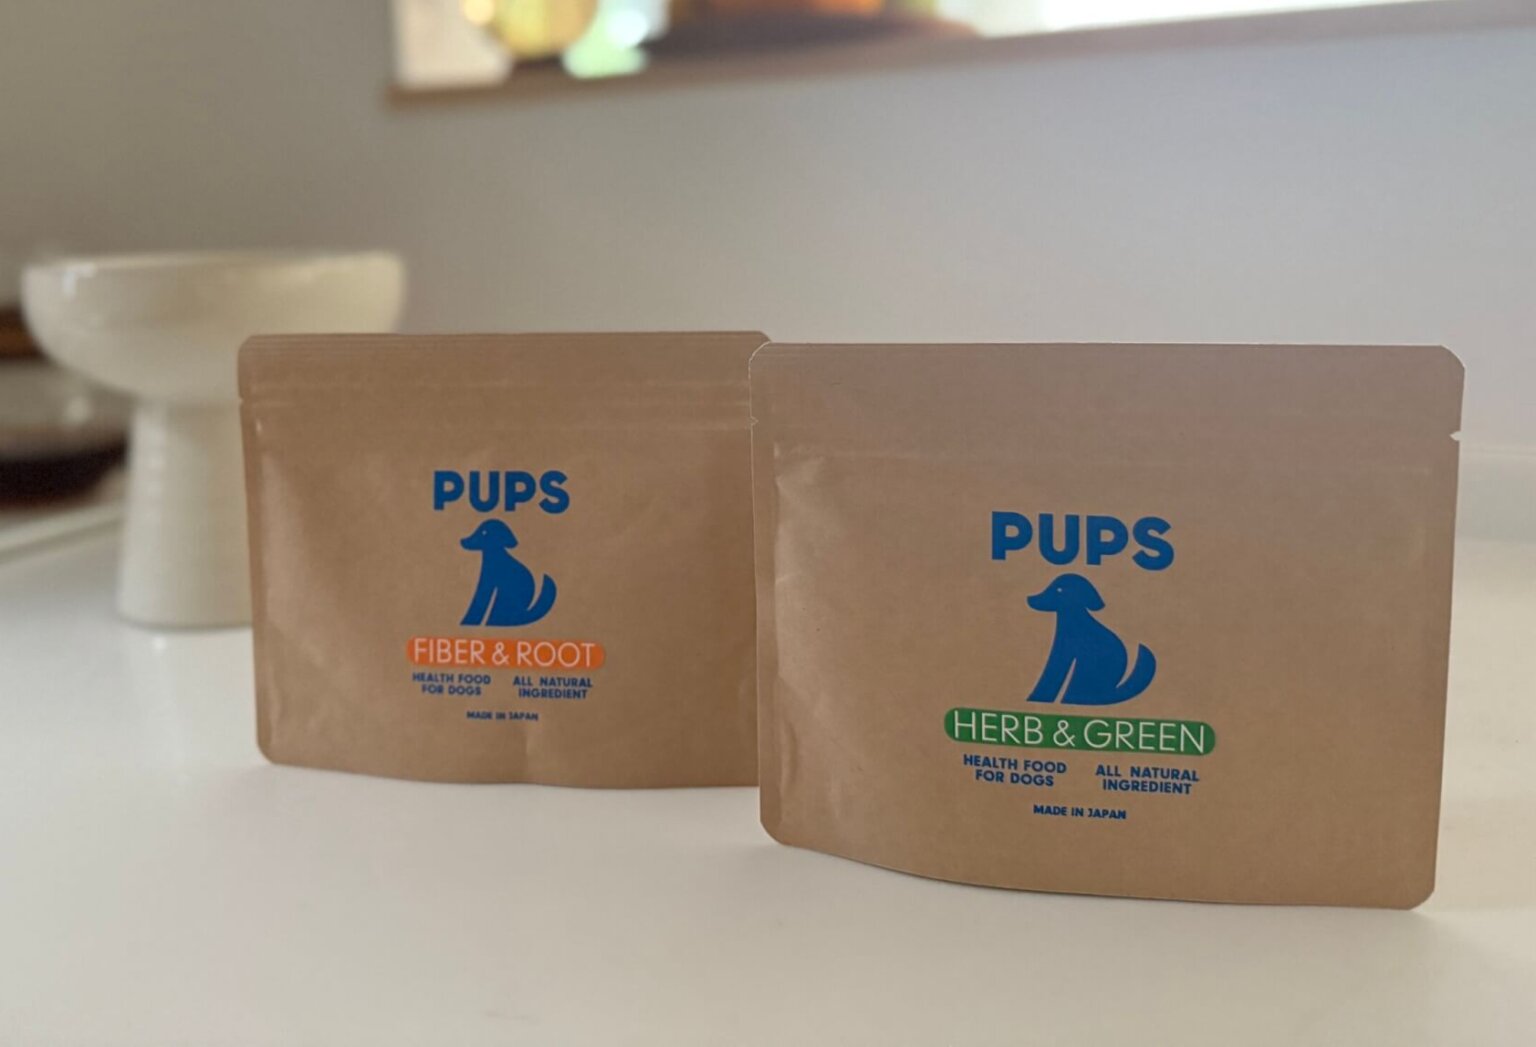 PUPS
FIBER & ROOT
HEALTH FOOD
FOR DOGS
ALL NATURAL
INGREDIENT
MADE IN JAPAN
PUPS
HERB & GREEN
HEALTH FOOD
FOR DOGS
ALL NATURAL
INGREDIENT
MADE IN JAPAN